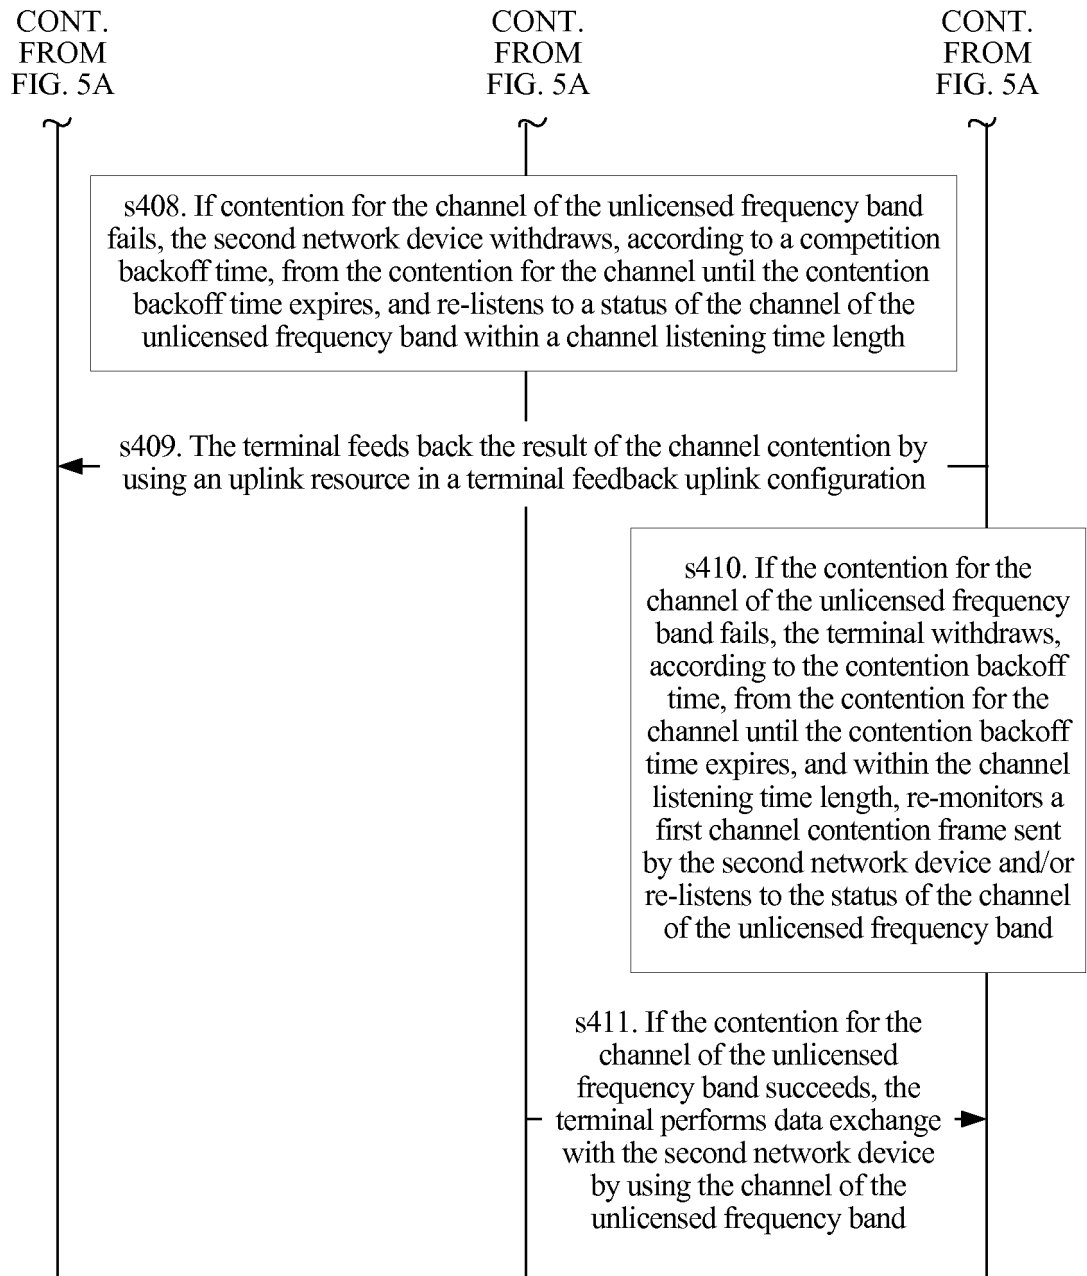 CONT.
FROM
FIG. 5A
CONT.
FROM
FIG. 5A
CONT.
FROM
FIG. 5A
s408. If contention for the channel of the unlicensed frequency band
fails, the second network device withdraws, according to a competition
backoff time, from the contention for the channel until the contention
backoff time expires, and re-listens to a status of the channel of the
unlicensed frequency band within a channel listening time length
s409. The terminal feeds back the result of the channel contention by
using an uplink resource in a terminal feedback uplink configuration
s410. If the contention for the
channel of the unlicensed frequency
band fails, the terminal withdraws,
according to the contention backoff
time, from the contention for the
channel until the contention backoff
time expires, and within the channel
listening time length, re-monitors a
first channel contention frame sent
by the second network device and/or
re-listens to the status of the channel
of the unlicensed frequency band
s411. If the contention for the
channel of the unlicensed
frequency band succeeds, the
terminal performs data exchange
with the second network device
by using the channel of the
unlicensed frequency band